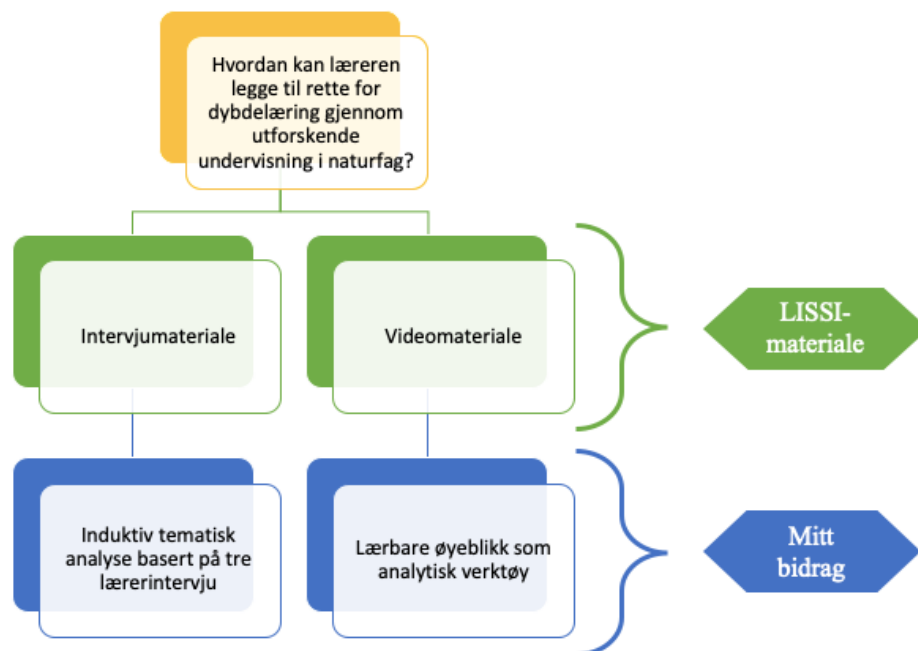 Hvordan kan læreren
legge til rette for
dybdelæring gjennom
utforskende
undervisning i naturfag?
Intervjumateriale
Videomateriale
LISSI-
materiale
Induktiv tematisk
analyse basert på tre
lærerintervju
Lærbare øyeblikk som
analytisk verktøy
Mitt
bidrag